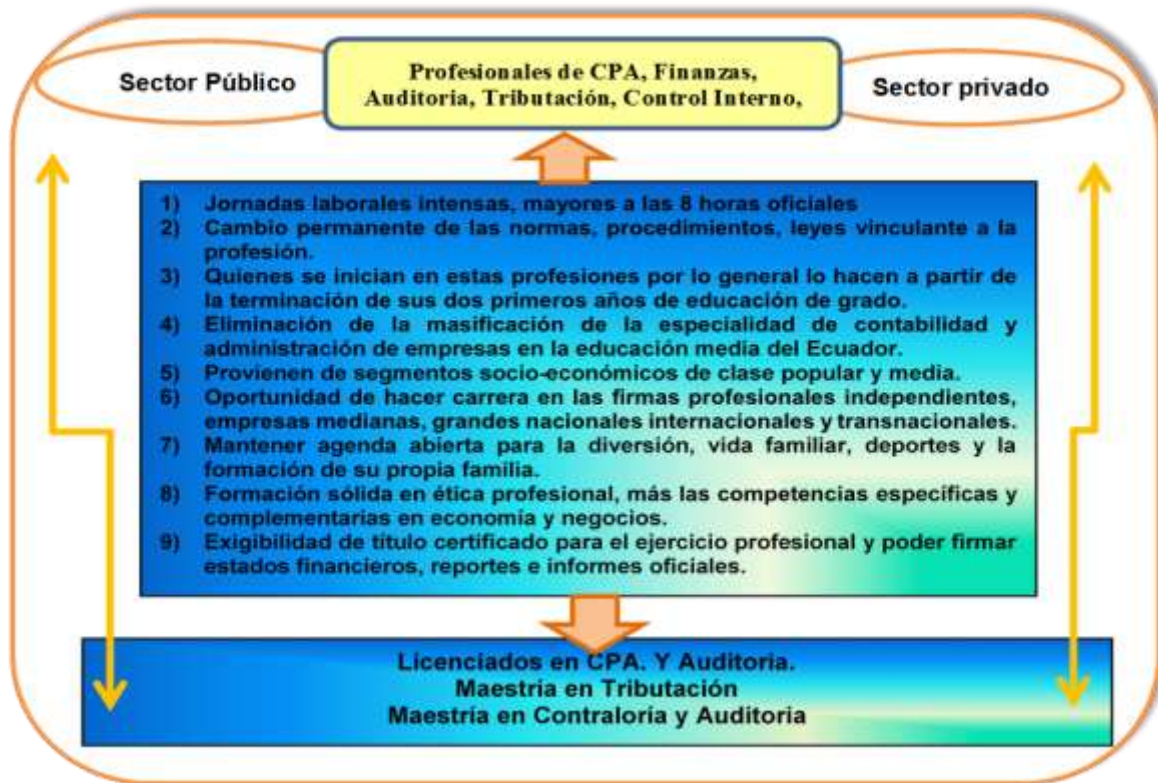 Sector Público
Profesionales de CPA, Finanzas,
Auditoria, Tributación, Control Interno,
Sector privado
1) Jornadas laborales intensas, mayores a las 8 horas oficiales
2) Cambio permanente de las normas, procedimientos, leyes vinculante a la
profesión.
3) Quienes se inician en estas profesiones por lo general lo hacen a partir de
la terminación de sus dos primeros años de educación de grado.
4) Eliminación de la masificación de la especialidad de contabilidad y
administración de empresas en la educación media del Ecuador.
5) Provienen de segmentos socio-económicos de clase popular y media.
6) Oportunidad de hacer carrera en las firmas profesionales independientes,
empresas medianas, grandes nacionales internacionales y transnacionales.
7) Mantener agenda abierta para la diversión, vida familiar, deportes y la
formación de su propia familia.
8) Formación sólida en ética profesional, más las competencias específicas y
complementarias en economía y negocios.
9) Exigibilidad de título certificado para el ejercicio profesional y poder firmar
estados financieros, reportes e informes oficiales.
Licenciados en CPA. Y Auditoria.
Maestría en Tributación
Maestría en Contraloría y Auditoria